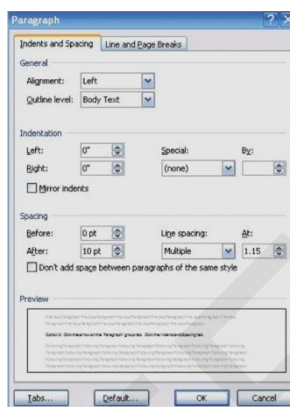 Paragraph
Indents and Spacing Line and Page Breaks
General
Alignment: Left
Outline level: Body Text
Indentation
Left: 0" Special: By:
Right: 0" (none)
Mirror indents
Spacing
Before: 0 pt Line spacing: At:
After: 10 pt Multiple 1.15
Don't add space between paragraphs of the same style
Preview
Tabs... Default... OK Cancel